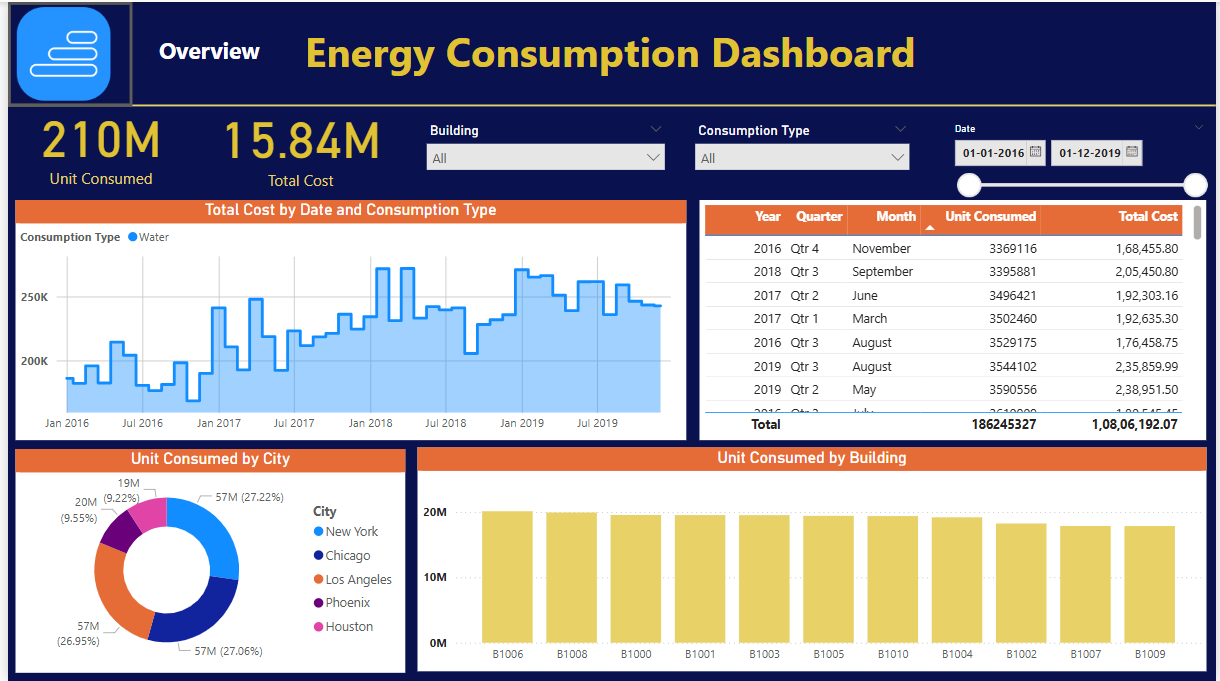 Overview
Energy Consumption Dashboard
210M
Unit Consumed
15.84M
Total Cost
Building
All
Consumption Type
All
Date
01-01-2016
01-12-2019
Total Cost by Date and Consumption Type
Consumption Type Water
250K
200K
Jan 2016 Jul 2016 Jan 2017 Jul 2017 Jan 2018 Jul 2018 Jan 2019 Jul 2019
Year Quarter Month Unit Consumed Total Cost
2016 Qtr 4 November 3369116 1,68,455.80
2018 Qtr 3 September 3395881 2,05,450.80
2017 Qtr 2 June 3496421 1,92,303.16
2017 Qtr 1 March 3502460 1,92,635.30
2016 Qtr 3 August 3529175 1,76,458.75
2019 Qtr 3 August 3544102 2,35,859.99
2019 Qtr 2 May 3590556 2,38,951.50
Total 186245327 1,08,06,192.07
Unit Consumed by City
19M
(9.22%)
20M
(9.55%)
57M (27.22%)
57M
(26.95%)
57M (27.06%)
City
New York
Chicago
Los Angeles
Phoenix
Houston
Unit Consumed by Building
20M
10M
0M
B1006 B1008 B1000 B1001 B1003 B1005 B1010 B1004 B1002 B1007 B1009